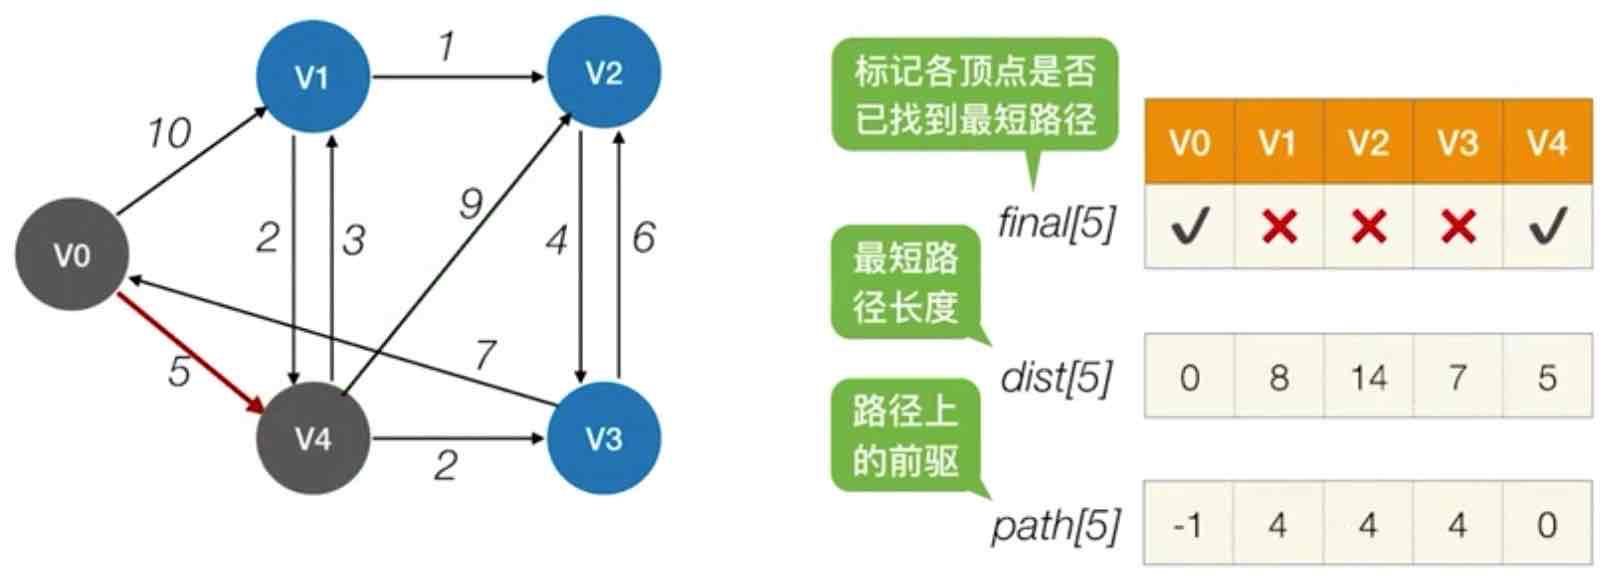 V1
1
V2
10
V0
2
3
9
4
6
5
7
V4
2
V3
标记各顶点是否
已找到最短路径
V0 V1 V2 V3 V4
final[5] ✓ ✗ ✗ ✗ ✓
最短路
径长度
dist[5] 0 8 14 7 5
路径上
的前驱
path[5] -1 4 4 4 0